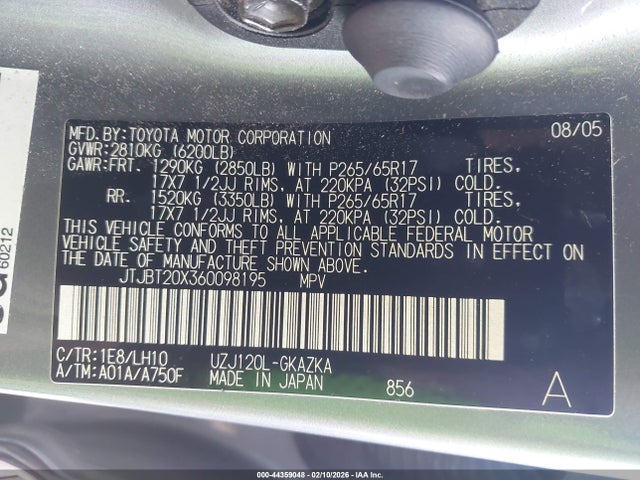 MFD.BY:TOYOTA MOTOR CORPORATION 08/05
GVWR:2810KG (6200LB)
GAWR:FRT. 1290KG (2850LB) WITH P265/65R17 TIRES,
17X7 1/2JJ RIMS, AT 220KPA (32PSI) COLD.
RR. 1520KG (3350LB) WITH P265/65R17 TIRES,
17X7 1/2JJ RIMS, AT 220KPA (32PSI) COLD.
THIS VEHICLE CONFORMS TO ALL APPLICABLE FEDERAL MOTOR
VEHICLE SAFETY AND THEFT PREVENTION STANDARDS IN EFFECT ON
THE DATE OF MANUFACTURE SHOWN ABOVE.
JTJBT20X360098195 MPV
C/TR:1E8/LH10 UZJ120L-GKAZKA
A/TM:A01A/A750F MADE IN JAPAN 856 A
60212
000-44359048 - 02/10/2026 - IAA Inc.